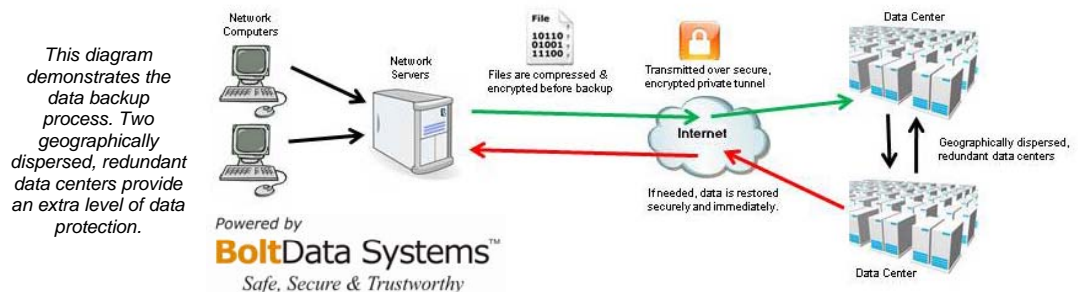 This diagram
demonstrates the
data backup
process. Two
geographically
dispersed, redundant
data centers provide
an extra level of data
protection.
Network
Computers
Network
Servers
File
10110
01001
11100
Files are compressed &
encrypted before backup
Transmitted over secure,
encrypted private tunnel
Internet
If needed, data is restored
securely and immediately.
Data Center
Geographically dispersed,
redundant data centers
Data Center
Powered by
BoltData Systems™
Safe, Secure & Trustworthy